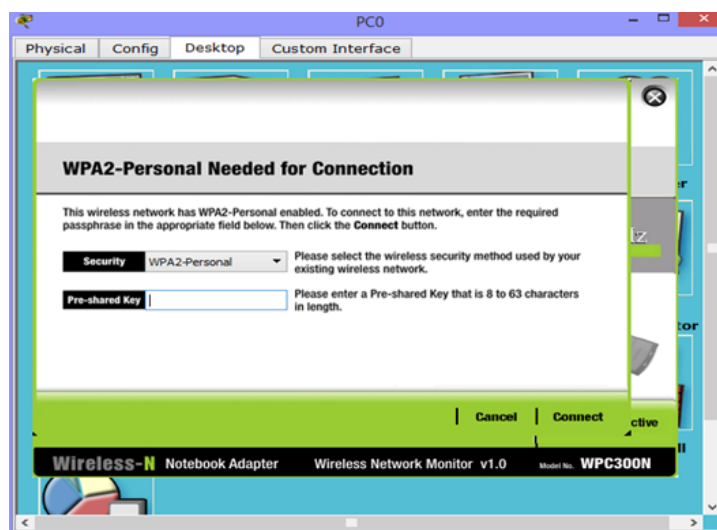 PC0
Physical Config Desktop Custom Interface
WPA2-Personal Needed for Connection
This wireless network has WPA2-Personal enabled. To connect to this network, enter the required
passphrase in the appropriate field below. Then click the Connect button.
Security WPA2-Personal Please select the wireless security method used by your
existing wireless network.
Pre-shared Key Please enter a Pre-shared Key that is 8 to 63 characters
in length.
Cancel Connect
Wireless-N Notebook Adapter Wireless Network Monitor v1.0 Model No. WPC300N